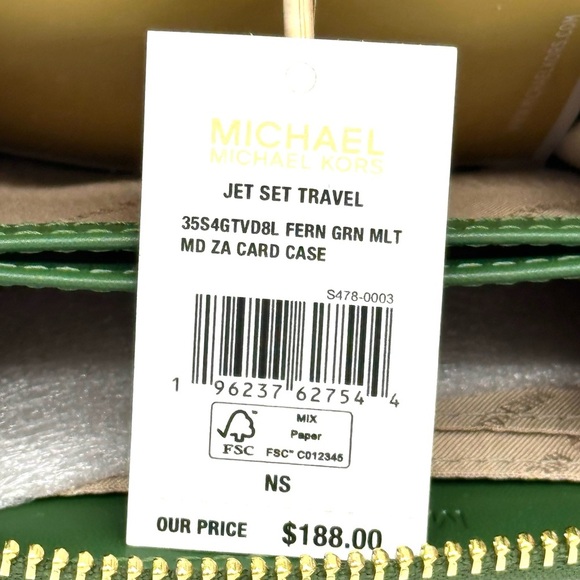 MICHAEL
MICHAEL KORS
JET SET TRAVEL
35S4GTVD8L FERN GRN MLT
MD ZA CARD CASE
S478-0003
1 96237 62754 4
FSC™
MIX
Paper
FSC™ C012345
NS
OUR PRICE $188.00